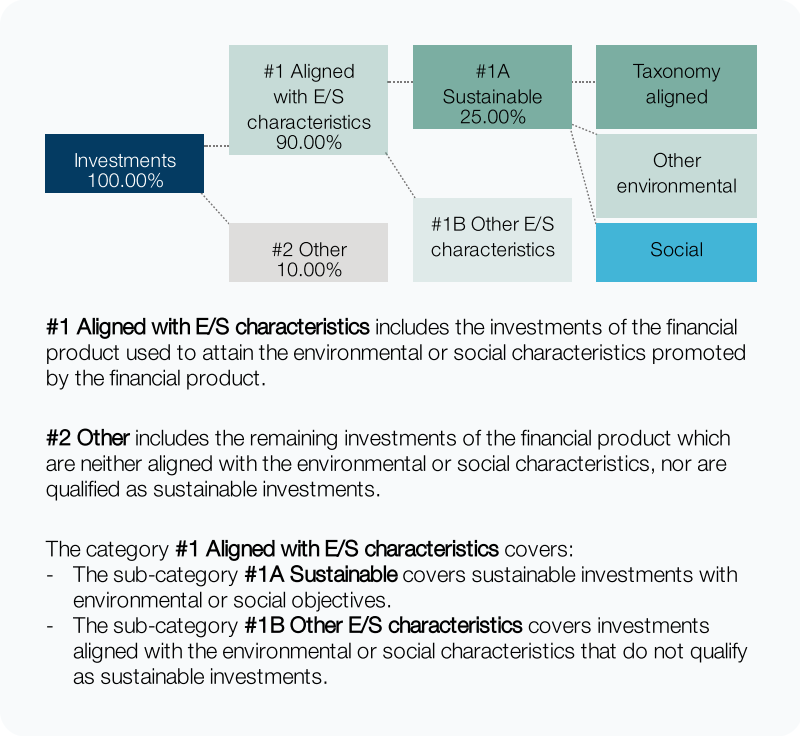 #1 Aligned
with E/S
characteristics
90.00%
#1A
Sustainable
25.00%
Taxonomy
aligned
Investments
100.00%
Other
environmental
#1B Other E/S
characteristics
#2 Other
10.00%
Social
#1 Aligned with E/S characteristics includes the investments of the financial
product used to attain the environmental or social characteristics promoted
by the financial product.
#2 Other includes the remaining investments of the financial product which
are neither aligned with the environmental or social characteristics, nor are
qualified as sustainable investments.
The category #1 Aligned with E/S characteristics covers:
- The sub-category #1A Sustainable covers sustainable investments with
environmental or social objectives.
- The sub-category #1B Other E/S characteristics covers investments
aligned with the environmental or social characteristics that do not qualify
as sustainable investments.